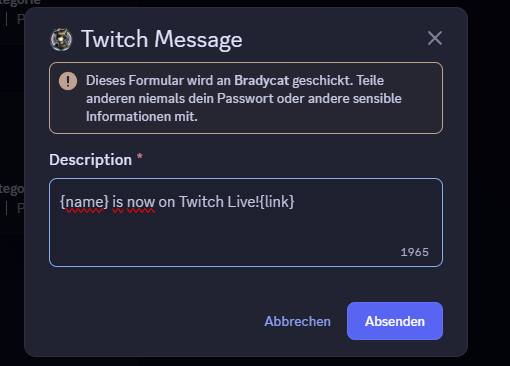 tegorie
P
Twitch Message
Dieses Formular wird an Bradycat geschickt. Teile
anderen niemals dein Passwort oder andere sensible
Informationen mit.
Description *
{name} is now on Twitch Live!{link}
1965
tego
P
Abbrechen
Absenden